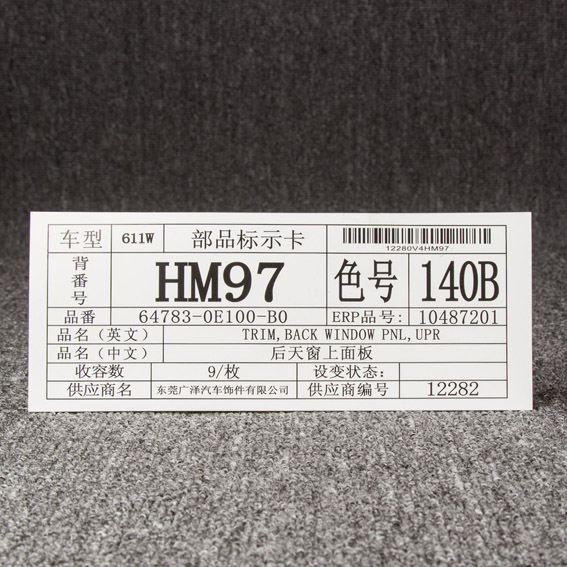 车型 611W 部品标示卡 12280V4HM97
背番号 HM97 色号 140B
品番 64783-0E100-B0 ERP品号: 10487201
品名(英文) TRIM,BACK WINDOW PNL,UPR
品名(中文) 后天窗上面板
收容数 9/枚 设变状态:
供应商名 东莞广泽汽车饰件有限公司 供应商编号 12282